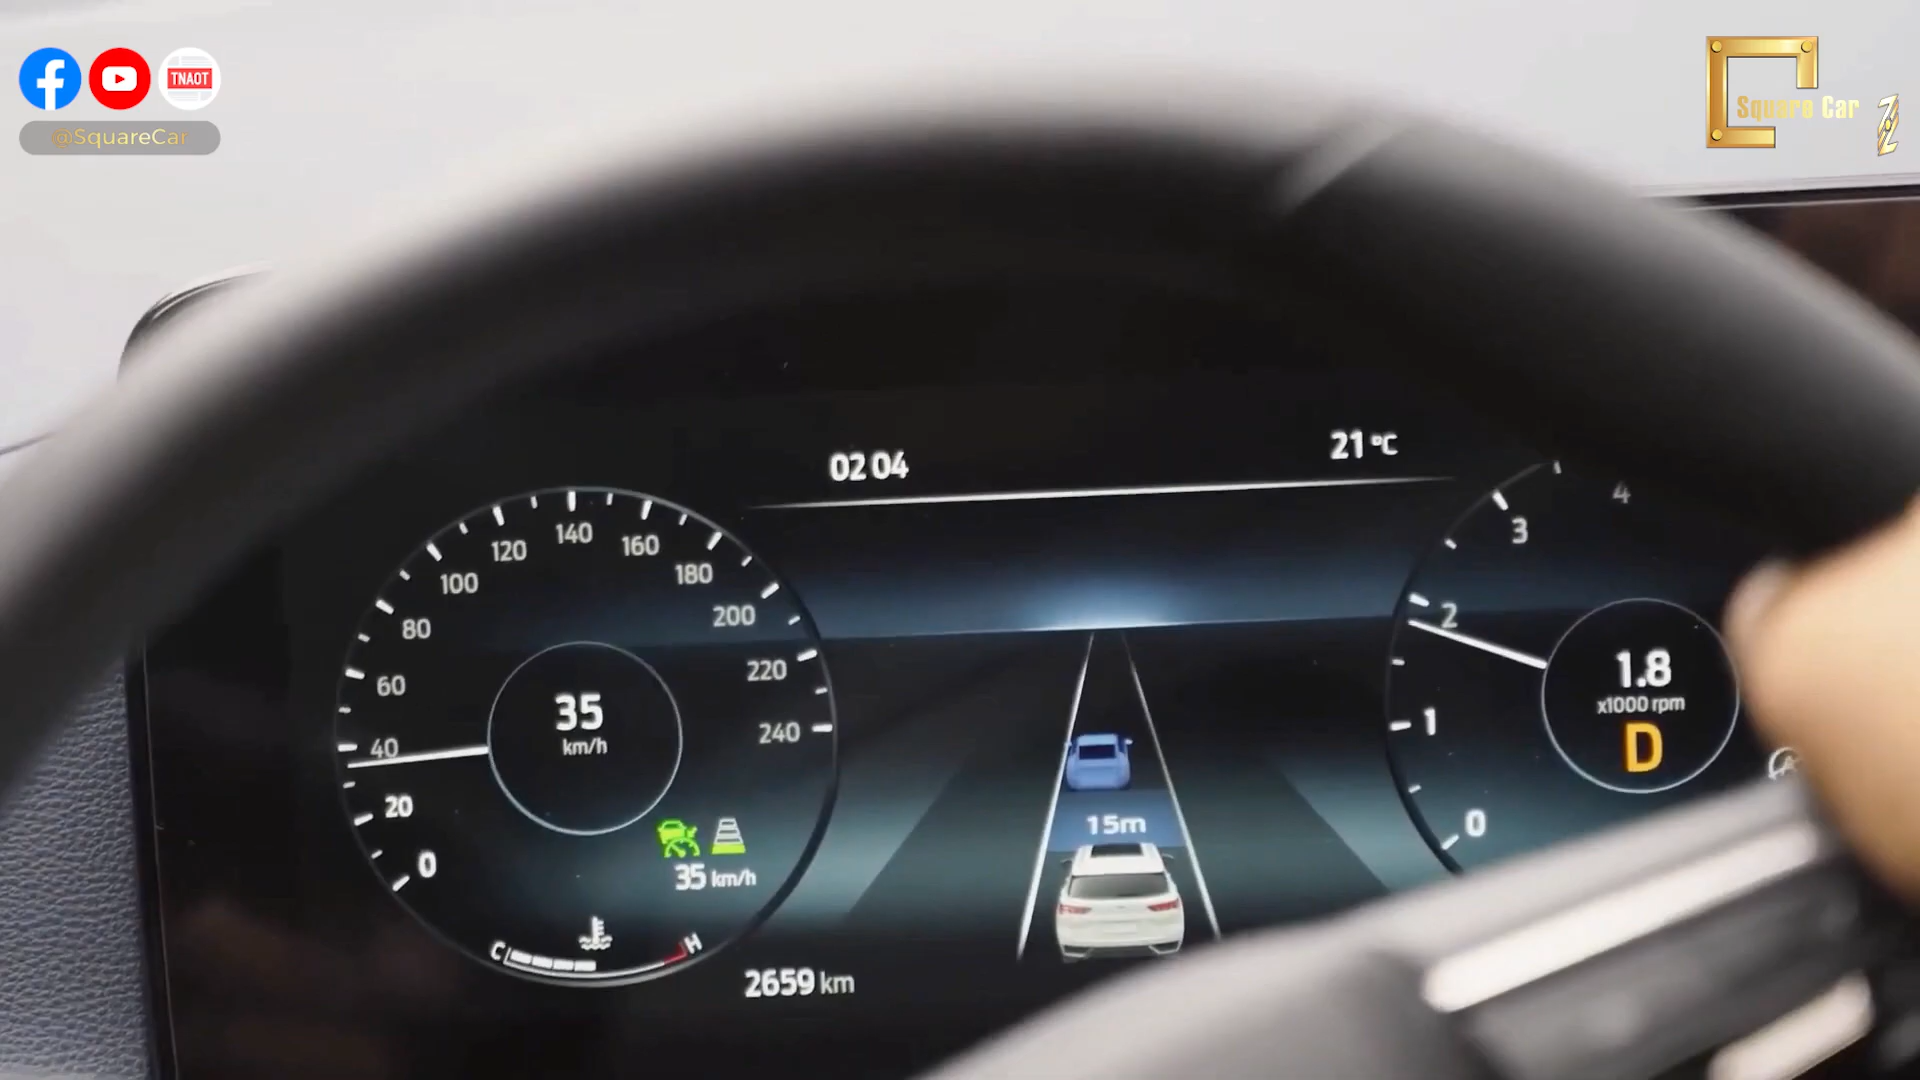 TNAOT
@SquareCar
Square Car
02 04
21 °C
0
20
40
60
80
100
120
140
160
180
200
220
240
35
km/h
35 km/h
C
H
2659 km
15m
0
1
2
3
4
1.8
x1000 rpm
D